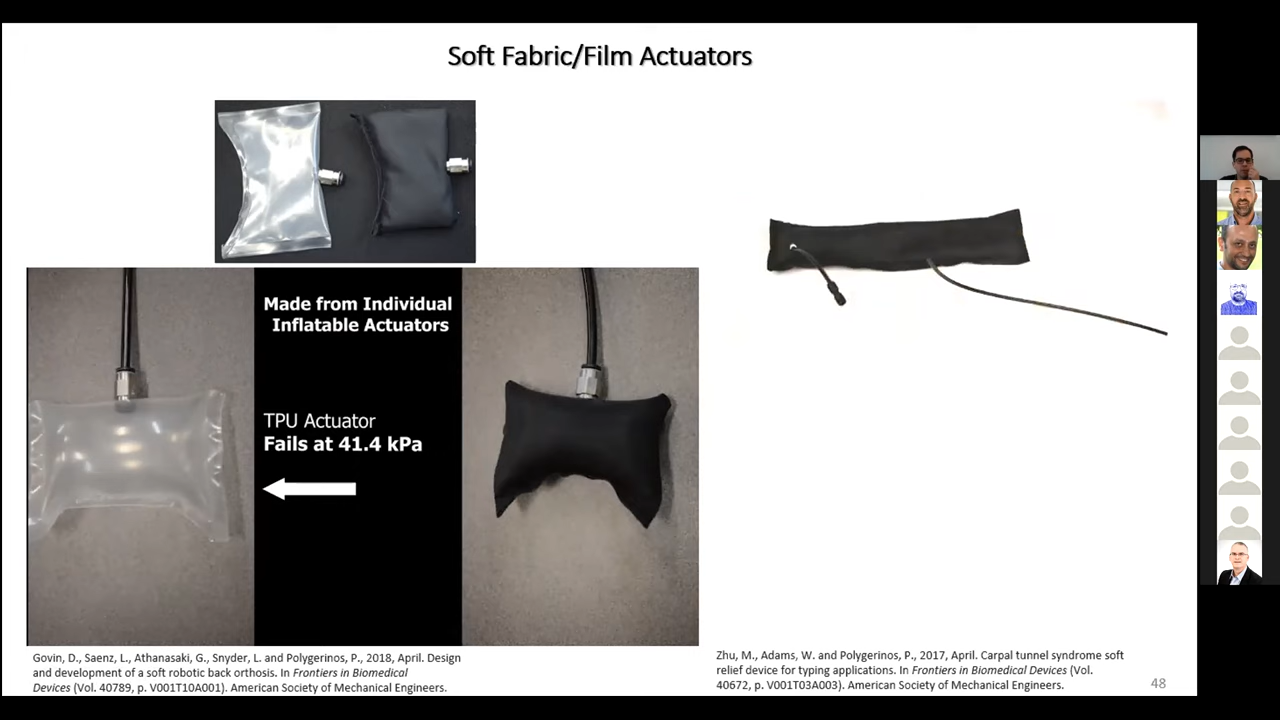 Soft Fabric/Film Actuators
Made from Individual
Inflatable Actuators
TPU Actuator
Fails at 41.4 kPa
Govin, D., Saenz, L., Athanasaki, G., Snyder, L. and Polygerinos, P., 2018, April. Design
and development of a soft robotic back orthosis. In Frontiers in Biomedical
Devices (Vol. 40789, p. V001T10A001). American Society of Mechanical Engineers.
Zhu, M., Adams, W. and Polygerinos, P., 2017, April. Carpal tunnel syndrome soft
relief device for typing applications. In Frontiers in Biomedical Devices (Vol.
40672, p. V001T03A003). American Society of Mechanical Engineers.
48